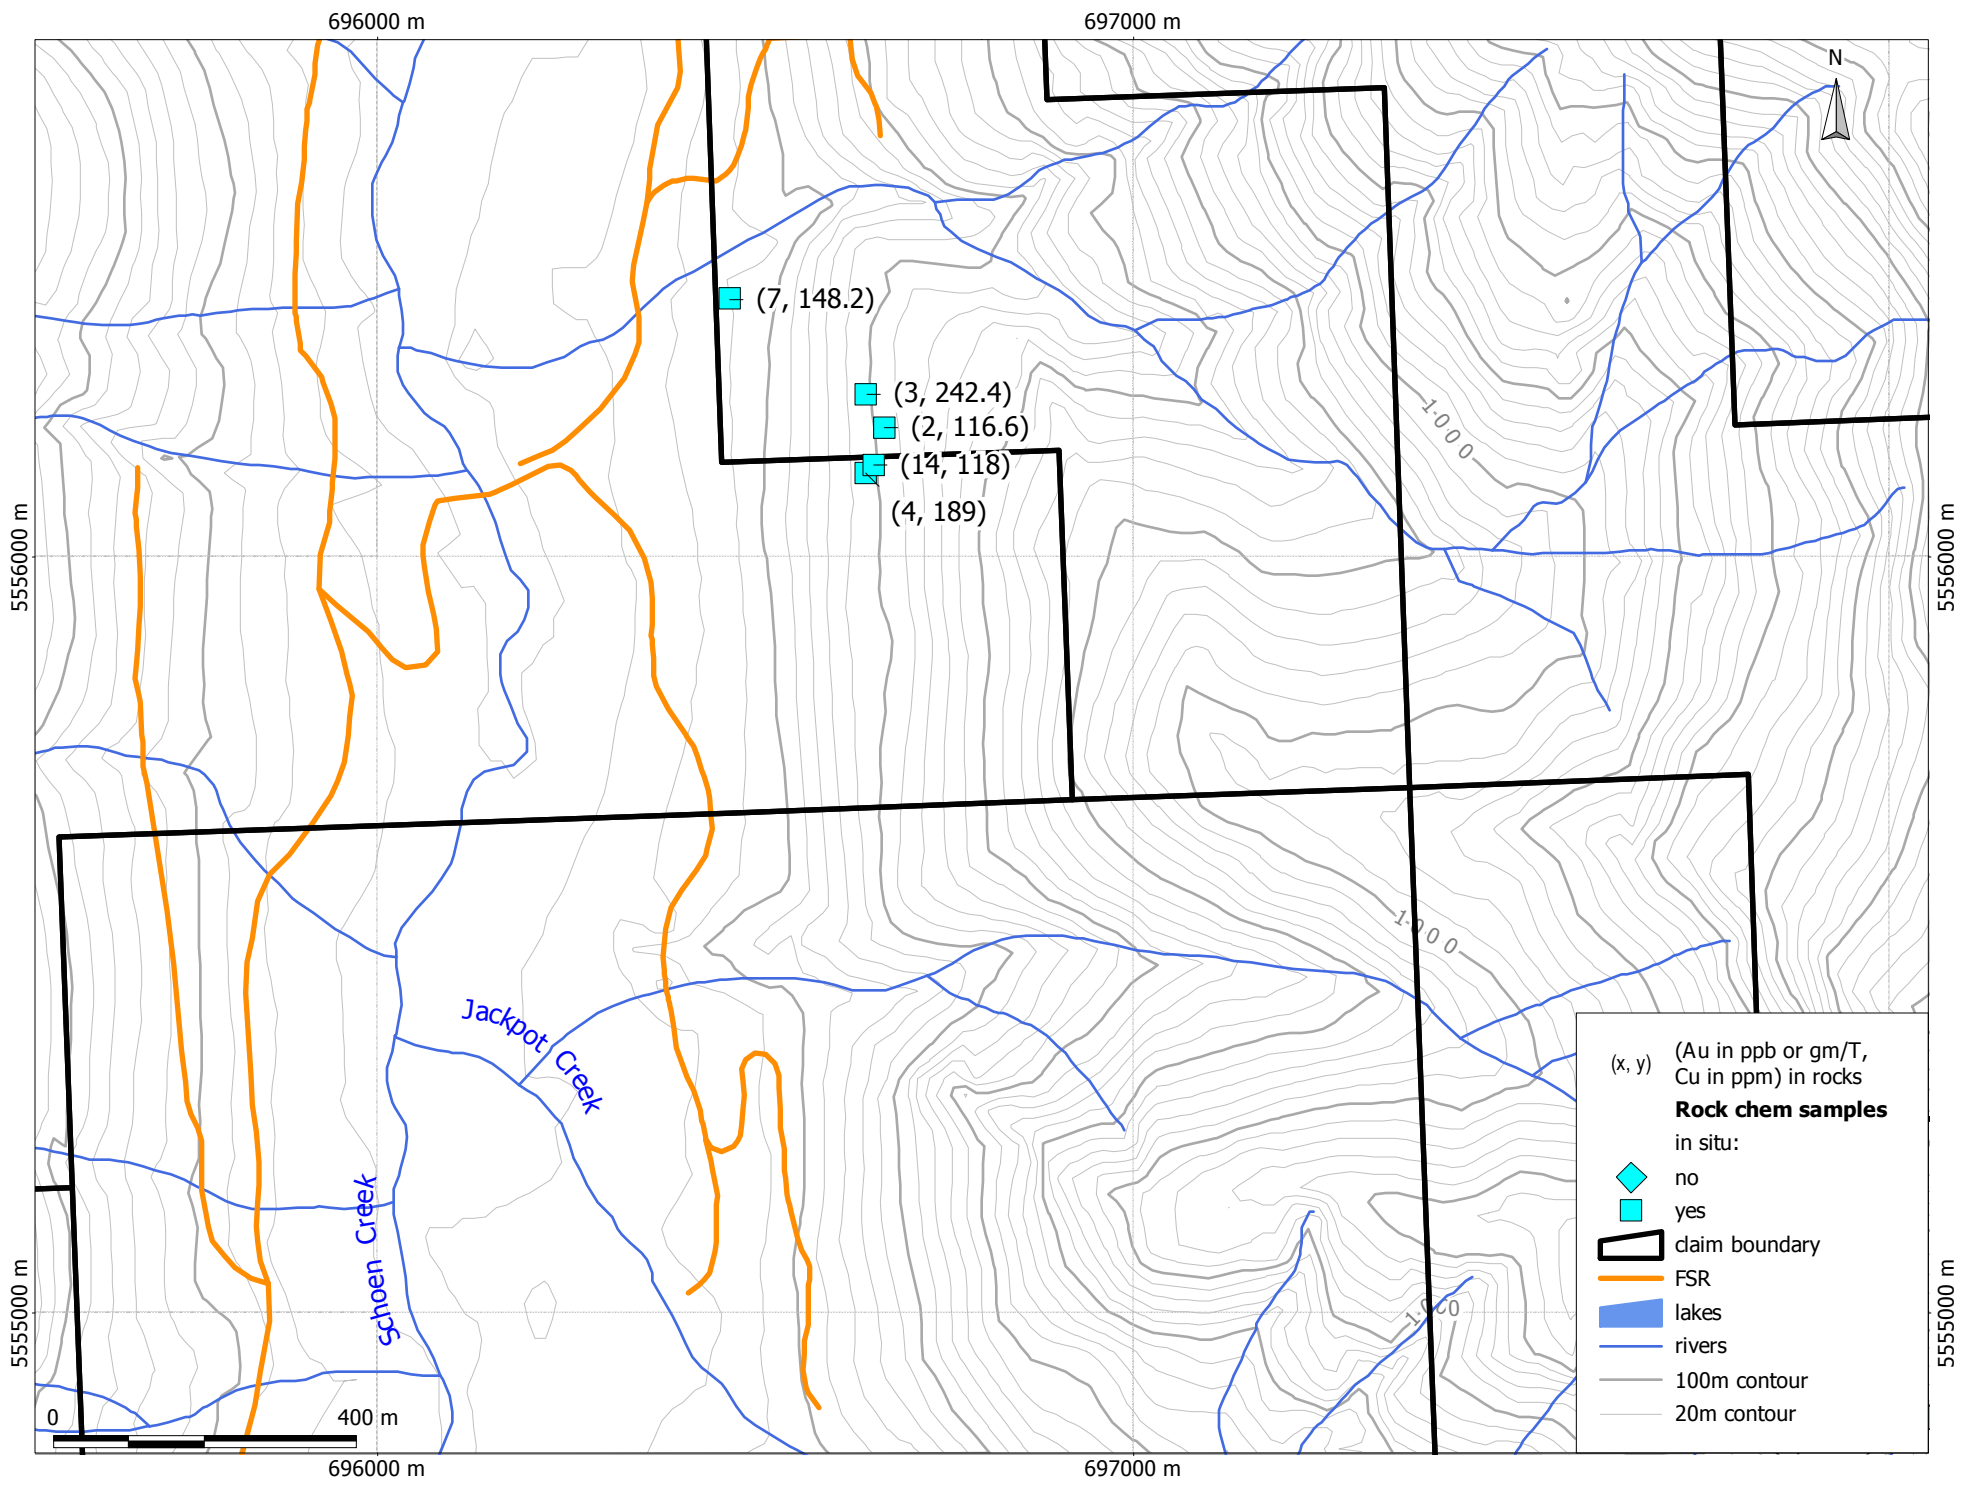 696000 m
697000 m
N
(7, 148.2)
(3, 242.4)
(2, 116.6)
(14, 118)
(4, 189)
1000
5556000 m
5556000 m
1000
Jackpot Creek
Schoen Creek
(x, y)
(Au in ppb or gm/T,
Cu in ppm) in rocks
Rock chem samples
in situ:
no
yes
claim boundary
FSR
lakes
rivers
100m contour
20m contour
5555000 m
1000
5555000 m
0
400 m
696000 m
697000 m